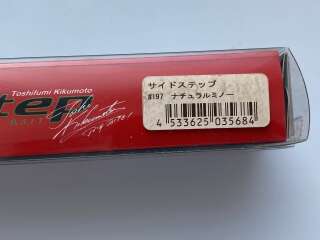 Toshifumi Kikumoto
tep
サイドステップ
#197 ナチュラルミノー
4 533625 035684